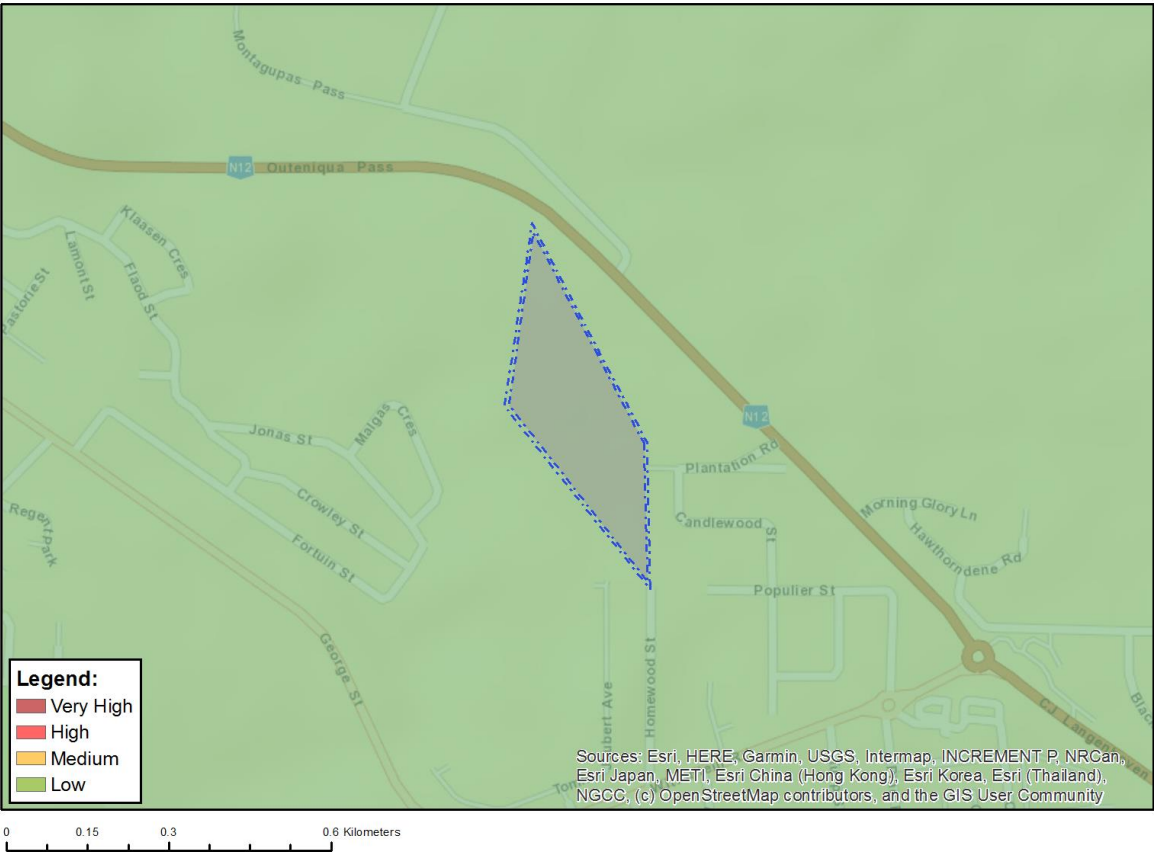 Montagupas Pass
N12
Outeniqua Pass
Klaasen Cres
Lamont St
Flaod St
Pastorie St
Jonas St
Malgas Cres
Crowley St
Fortuin St
Regent Park
George St
N12
Plantation Rd
Candlewood St
Morning Glory Ln
Hawthorndene Rd
Populier St
Homewood St
ubert Ave
CJ Langenhoven
Black
Tom
Legend:
Very High
High
Medium
Low
Sources: Esri, HERE, Garmin, USGS, Intermap, INCREMENT P, NRCan,
Esri Japan, METI, Esri China (Hong Kong), Esri Korea, Esri (Thailand),
NGCC, (c) OpenStreetMap contributors, and the GIS User Community
0 0.15 0.3 0.6 Kilometers